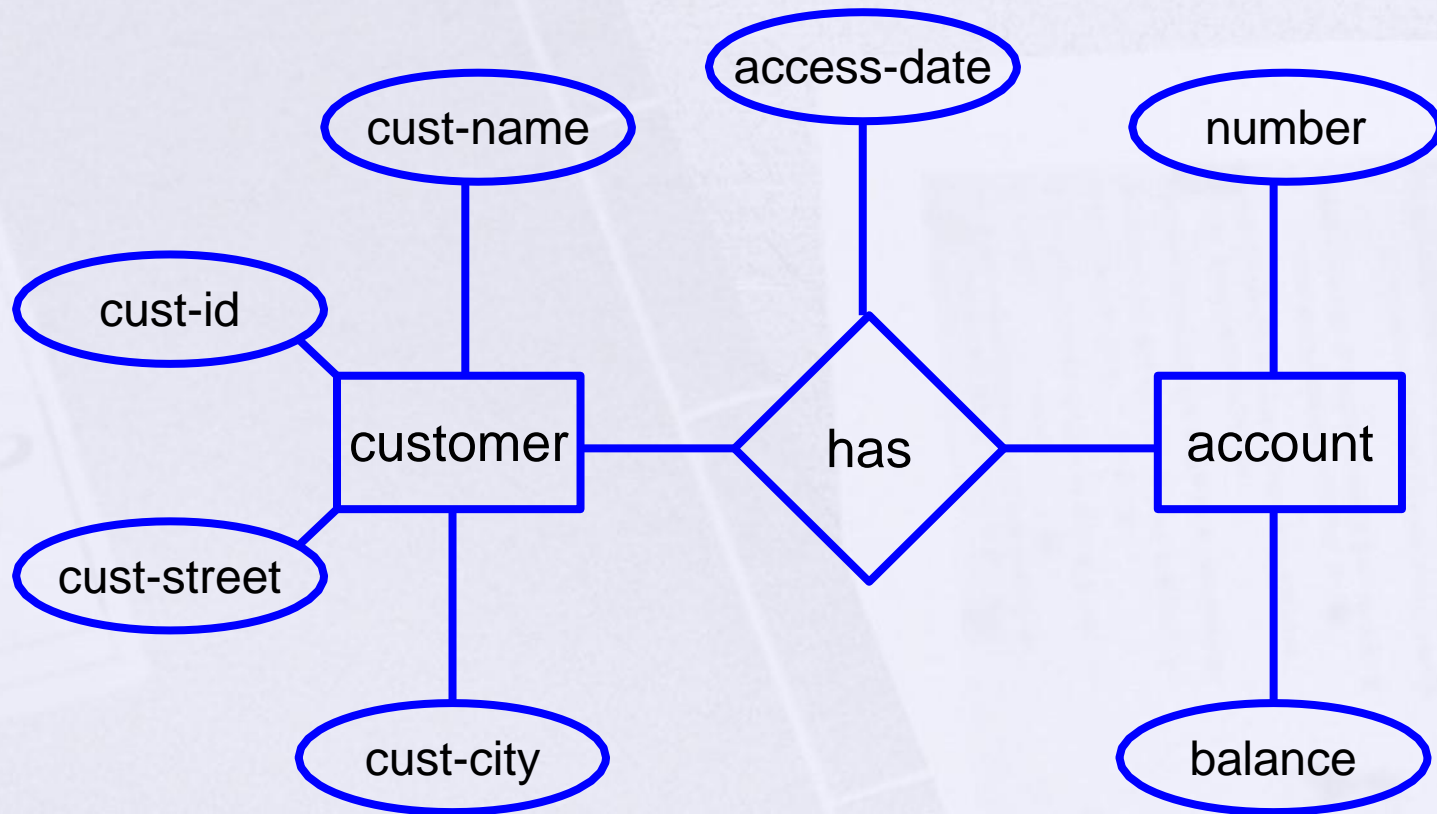 access-date
cust-name
number
cust-id
customer
has
account
cust-street
cust-city
balance